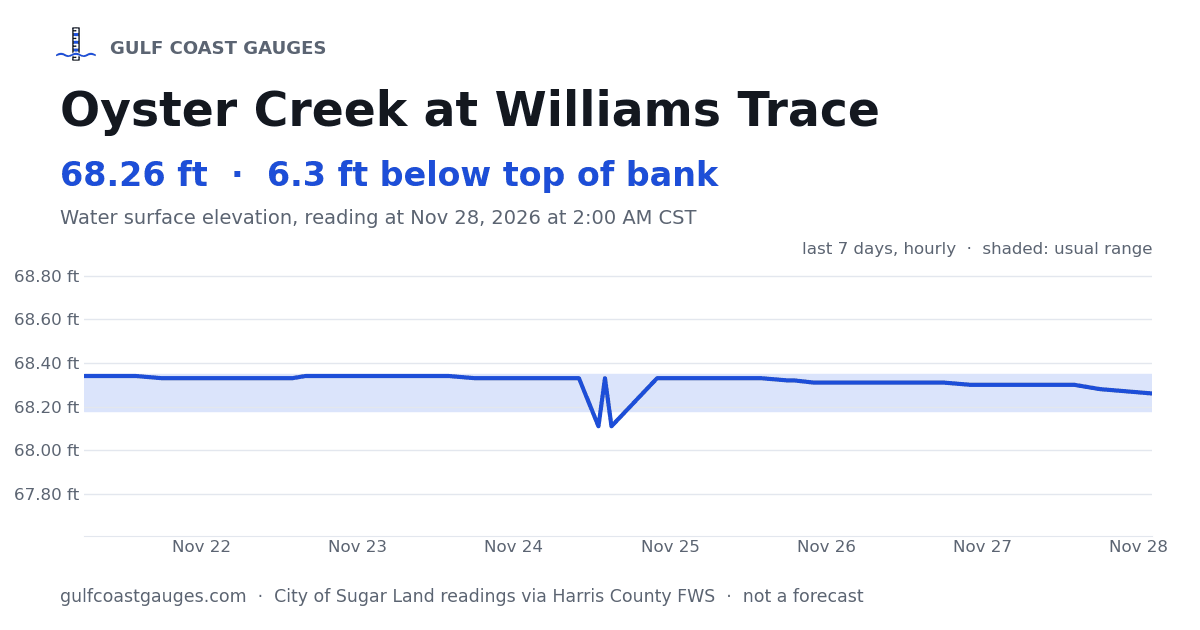 GULF COAST GAUGES
Oyster Creek at Williams Trace
68.26 ft · 6.3 ft below top of bank
Water surface elevation, reading at Nov 28, 2026 at 2:00 AM CST
last 7 days, hourly · shaded: usual range
68.80 ft
68.60 ft
68.40 ft
68.20 ft
68.00 ft
67.80 ft
Nov 22 Nov 23 Nov 24 Nov 25 Nov 26 Nov 27 Nov 28
gulfcoastgauges.com · City of Sugar Land readings via Harris County FWS · not a forecast